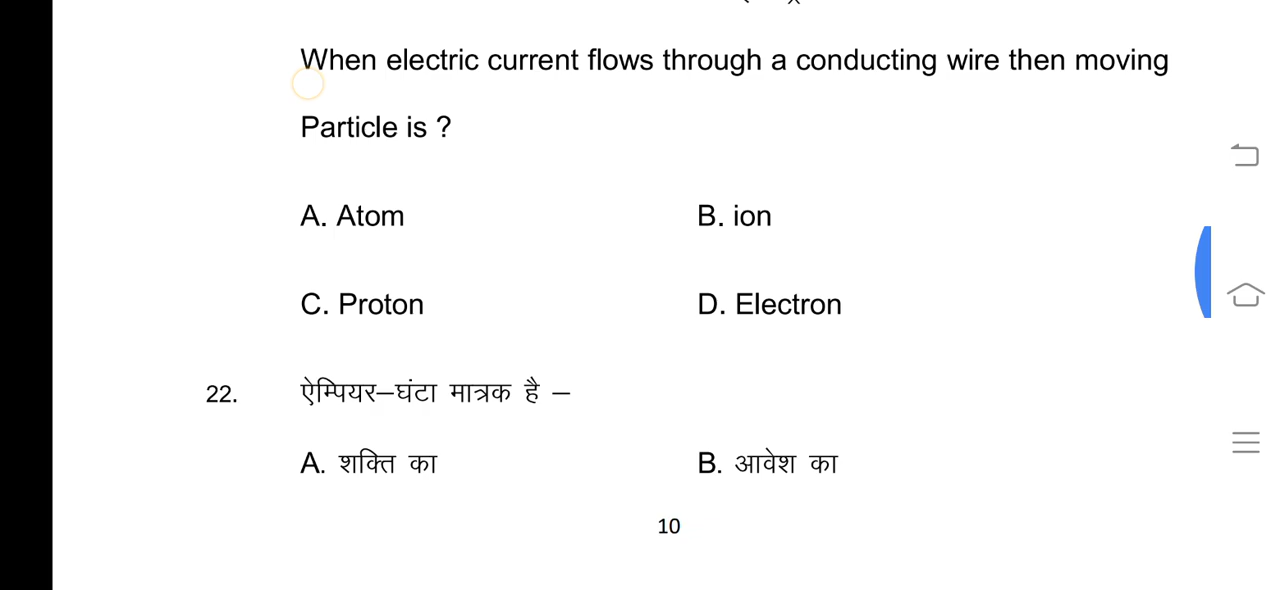 When electric current flows through a conducting wire then moving
Particle is ?
A. Atom B. ion
C. Proton D. Electron
22. ऐम्पियर–घंटा मात्रक है –
A. शक्ति का B. आवेश का
10